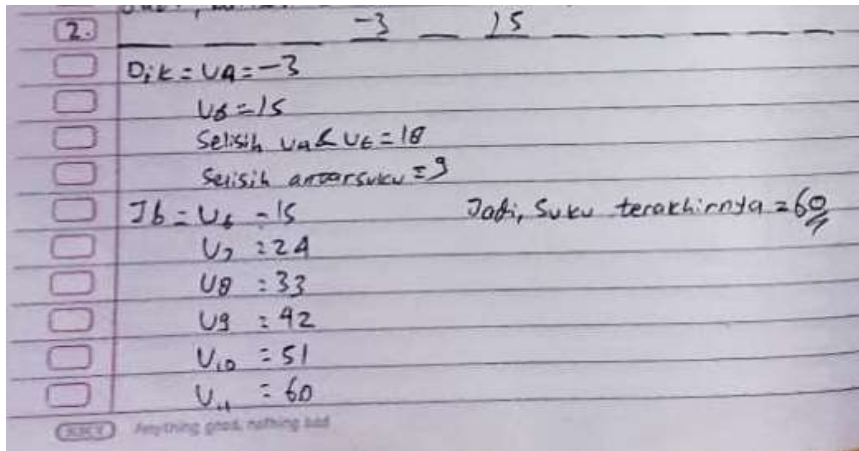 2. _ _ _ -3 _ 15 _ _ _ _ _
Dik = U4 = -3
U6 = 15
Selisih U4 & U6 = 18
Selisih antarsuku = 9
Jb = U6 = 15 Jadi, Suku terakhirnya = 60
U7 = 24
U8 = 33
U9 = 42
U10 = 51
U11 = 60
KIKY Anything good, nothing bad